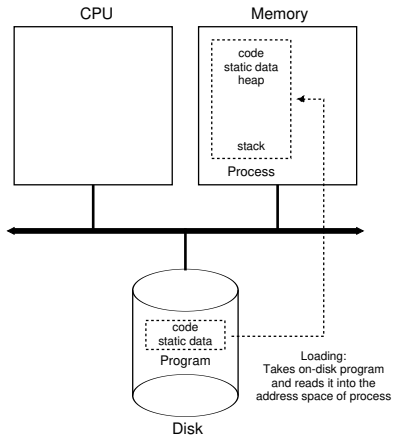 CPU
Memory
code
static data
heap
stack
Process
code
static data
Program
Loading:
Takes on-disk program
and reads it into the
address space of process
Disk